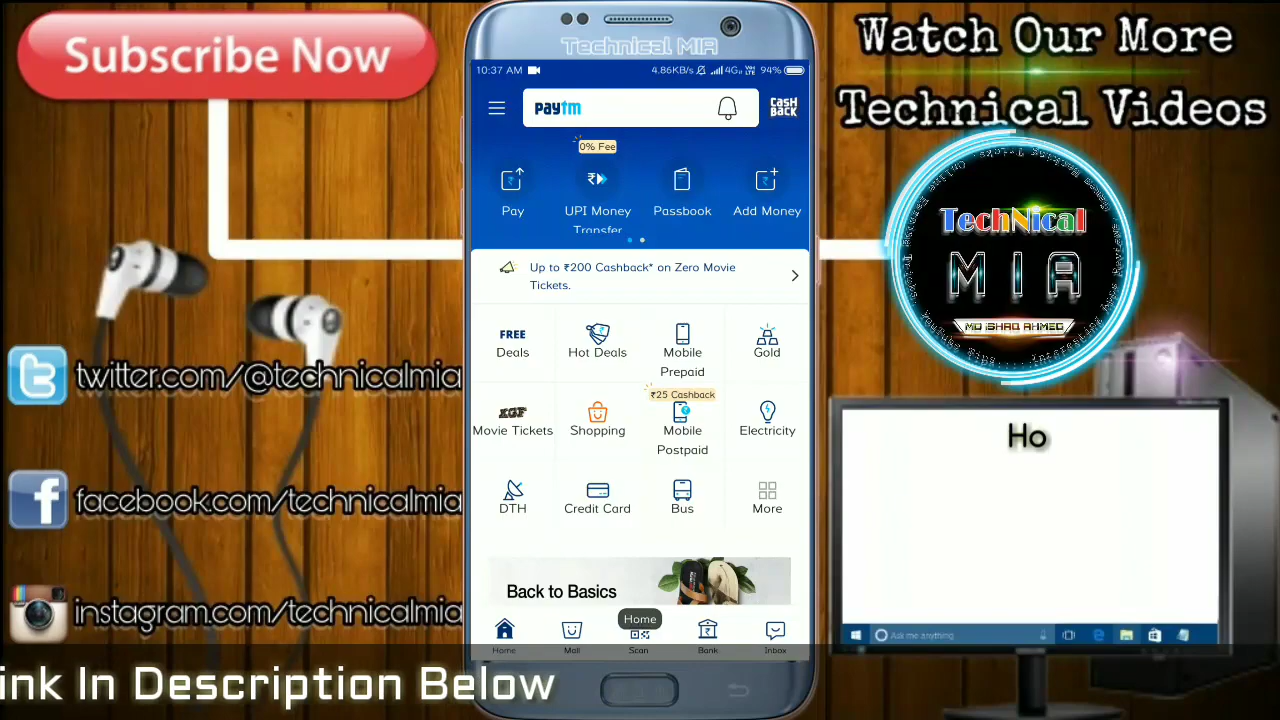 Subscribe Now
Technical MIA
Watch Our More
Technical Videos
10:37 AM
4.86KB/s
4G
94%
paytm
CASH
BACK
0% Fee
Pay
UPI Money
Transfer
Passbook
Add Money
Up to ₹200 Cashback* on Zero Movie
Tickets.
FREE
Deals
Hot Deals
Mobile
Prepaid
Gold
KGF
Movie Tickets
Shopping
₹25 Cashback
Mobile
Postpaid
Electricity
DTH
Credit Card
Bus
More
Back to Basics
Home
Home
Mall
Scan
Bank
Inbox
TechNical
MIA
MD ISHAQ AHMED
twitter.com/@technicalmia
facebook.com/technicalmia
instagram.com/technicalmia
Ho
Ask me anything
ink In Description Below